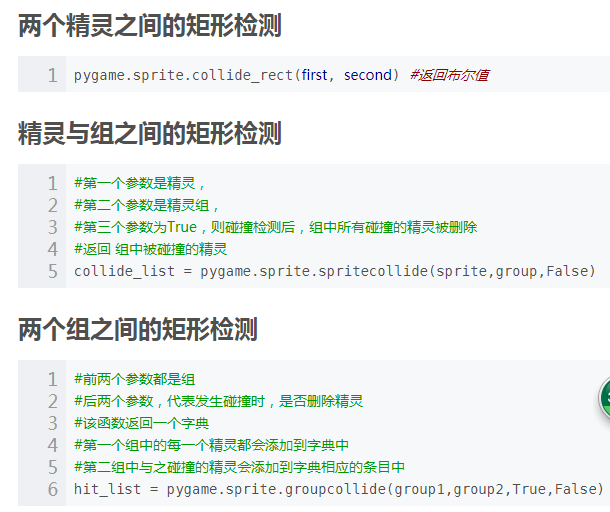 两个精灵之间的矩形检测
1 pygame.sprite.collide_rect(first, second) #返回布尔值
精灵与组之间的矩形检测
1 #第一个参数是精灵，
2 #第二个参数是精灵组，
3 #第三个参数为True，则碰撞检测后，组中所有碰撞的精灵被删除
4 #返回 组中被碰撞的精灵
5 collide_list = pygame.sprite.spritecollide(sprite,group,False)
两个组之间的矩形检测
1 #前两个参数都是组
2 #后两个参数，代表发生碰撞时，是否删除精灵
3 #该函数返回一个字典
4 #第一个组中的每一个精灵都会添加到字典中
5 #第二组中与之碰撞的精灵会添加到字典相应的条目中
6 hit_list = pygame.sprite.groupcollide(group1,group2,True,False)